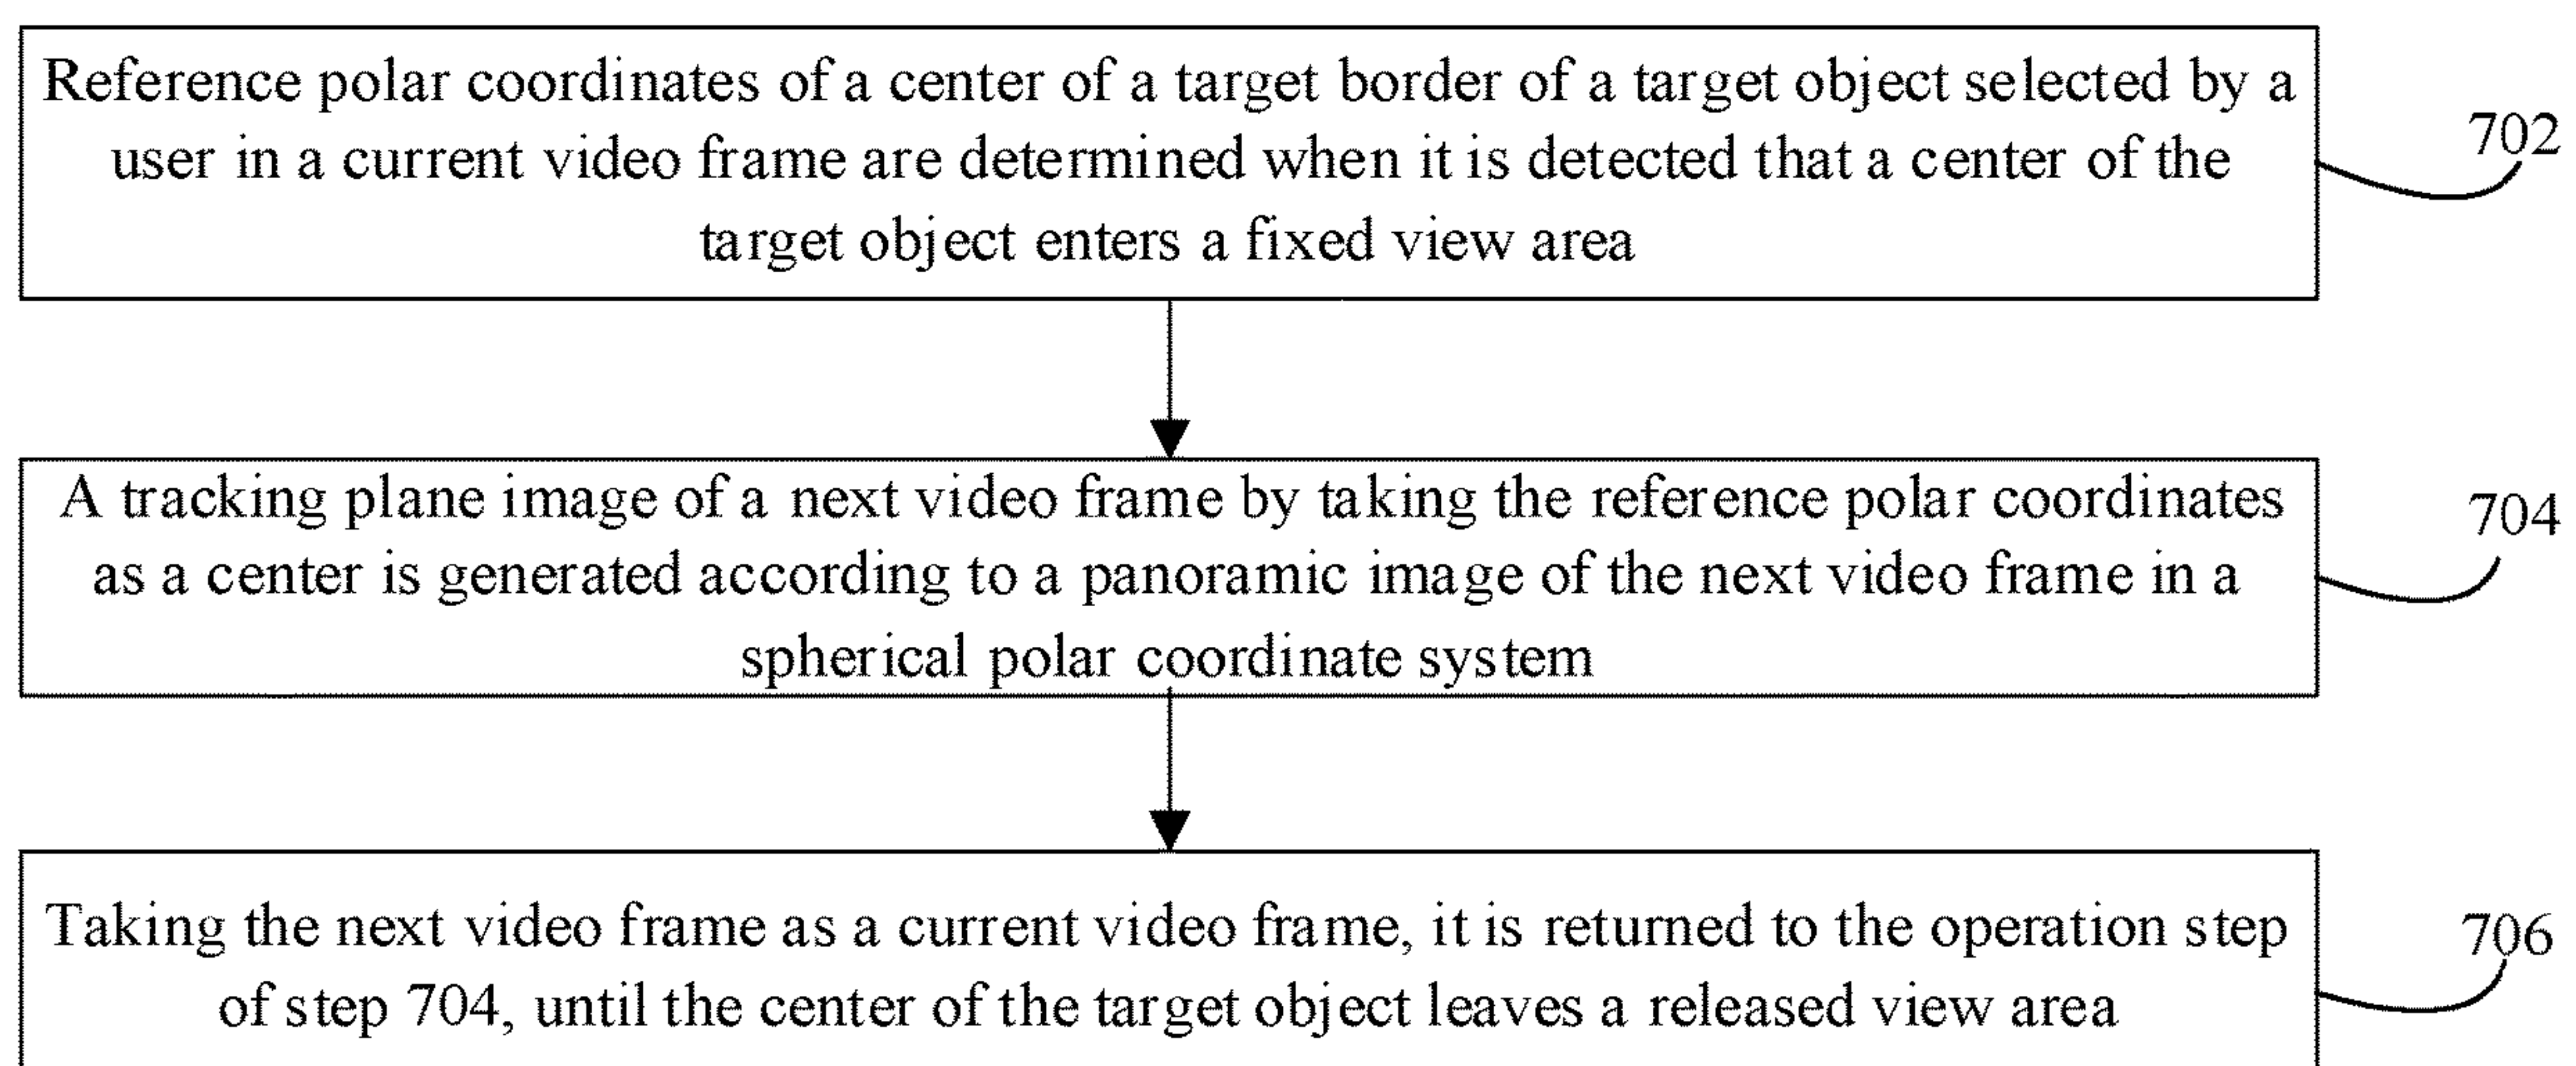 Reference polar coordinates of a center of a target border of a target object selected by a
user in a current video frame are determined when it is detected that a center of the
target object enters a fixed view area
702
A tracking plane image of a next video frame by taking the reference polar coordinates
as a center is generated according to a panoramic image of the next video frame in a
spherical polar coordinate system
704
Taking the next video frame as a current video frame, it is returned to the operation step
of step 704, until the center of the target object leaves a released view area
706